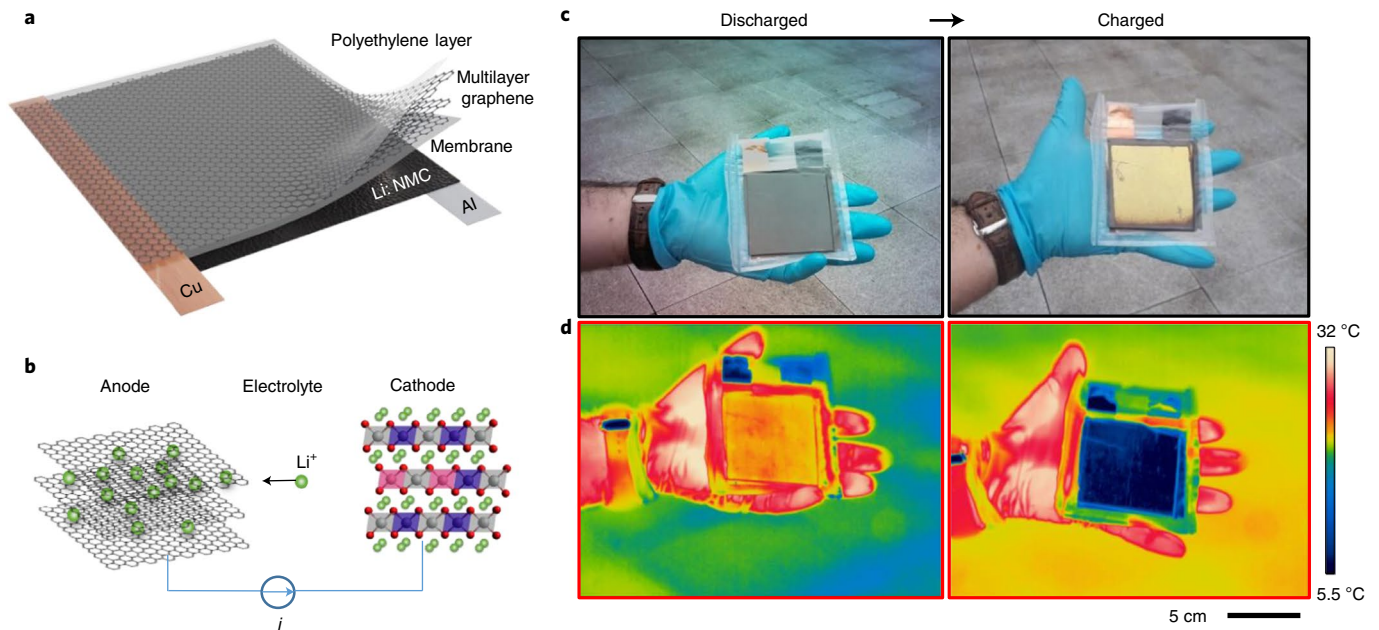 a
Polyethylene layer
Multilayer
graphene
Membrane
Li: NMC
Al
Cu
b
Anode
Electrolyte
Cathode
Li⁺
i
c
Discharged
Charged
d
32 °C
5.5 °C
5 cm